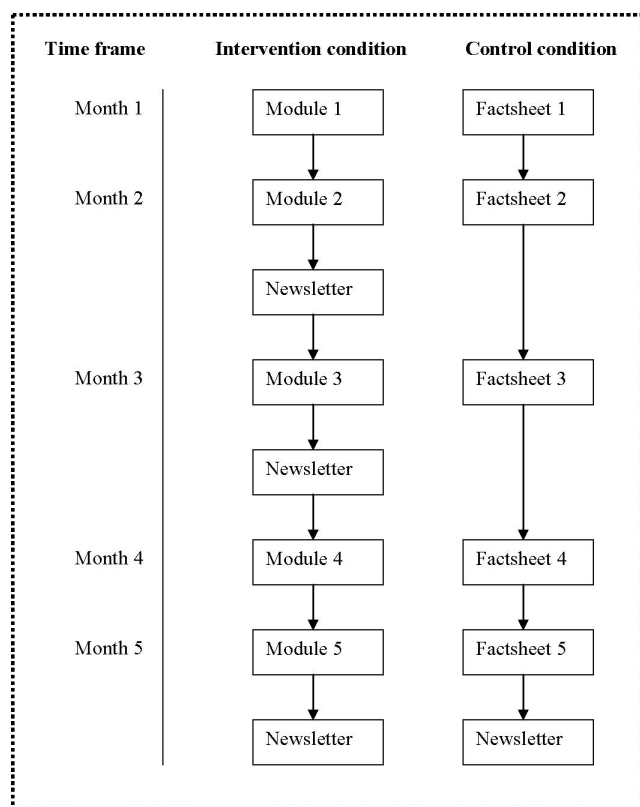 Time frame Intervention condition Control condition
Month 1 Module 1 Factsheet 1
Month 2 Module 2 Factsheet 2
Newsletter
Month 3 Module 3 Factsheet 3
Newsletter
Month 4 Module 4 Factsheet 4
Month 5 Module 5 Factsheet 5
Newsletter Newsletter